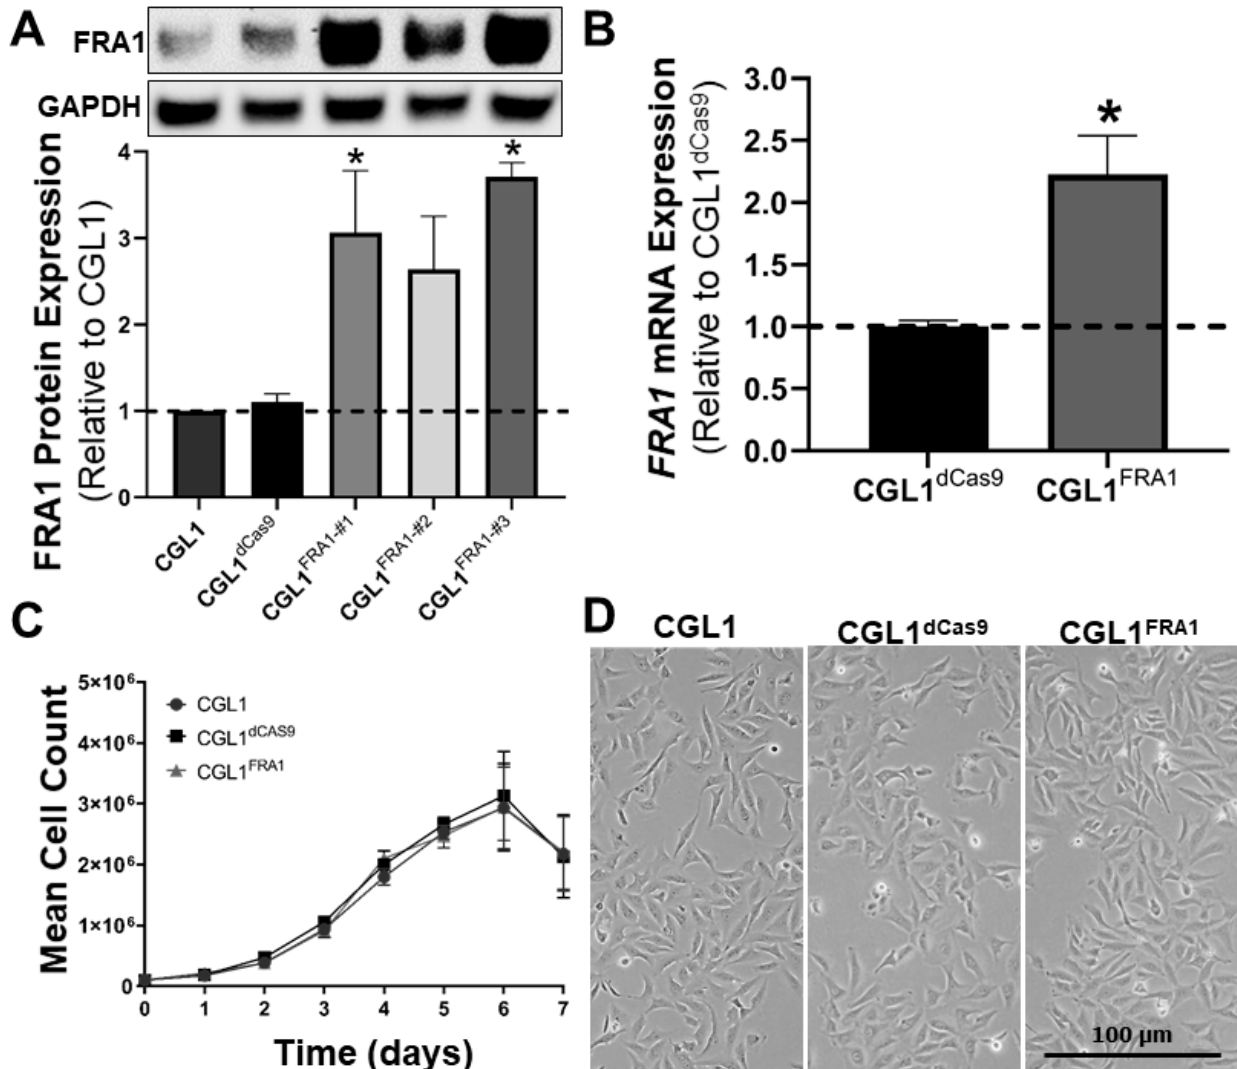 A
FRA1
GAPDH
FRA1 Protein Expression
(Relative to CGL1)
4
3
2
1
0
*
*
CGL1
CGL1dCas9
CGL1FRA1-#1
CGL1FRA1-#2
CGL1FRA1-#3
B
FRA1 mRNA Expression
(Relative to CGL1dCas9)
3.0
2.5
2.0
1.5
1.0
0.5
0.0
*
CGL1dCas9
CGL1FRA1
C
Mean Cell Count
5×10⁶
4×10⁶
3×10⁶
2×10⁶
1×10⁶
0
CGL1
CGL1dCAS9
CGL1FRA1
0 1 2 3 4 5 6 7
Time (days)
D
CGL1
CGL1dCas9
CGL1FRA1
100 µm